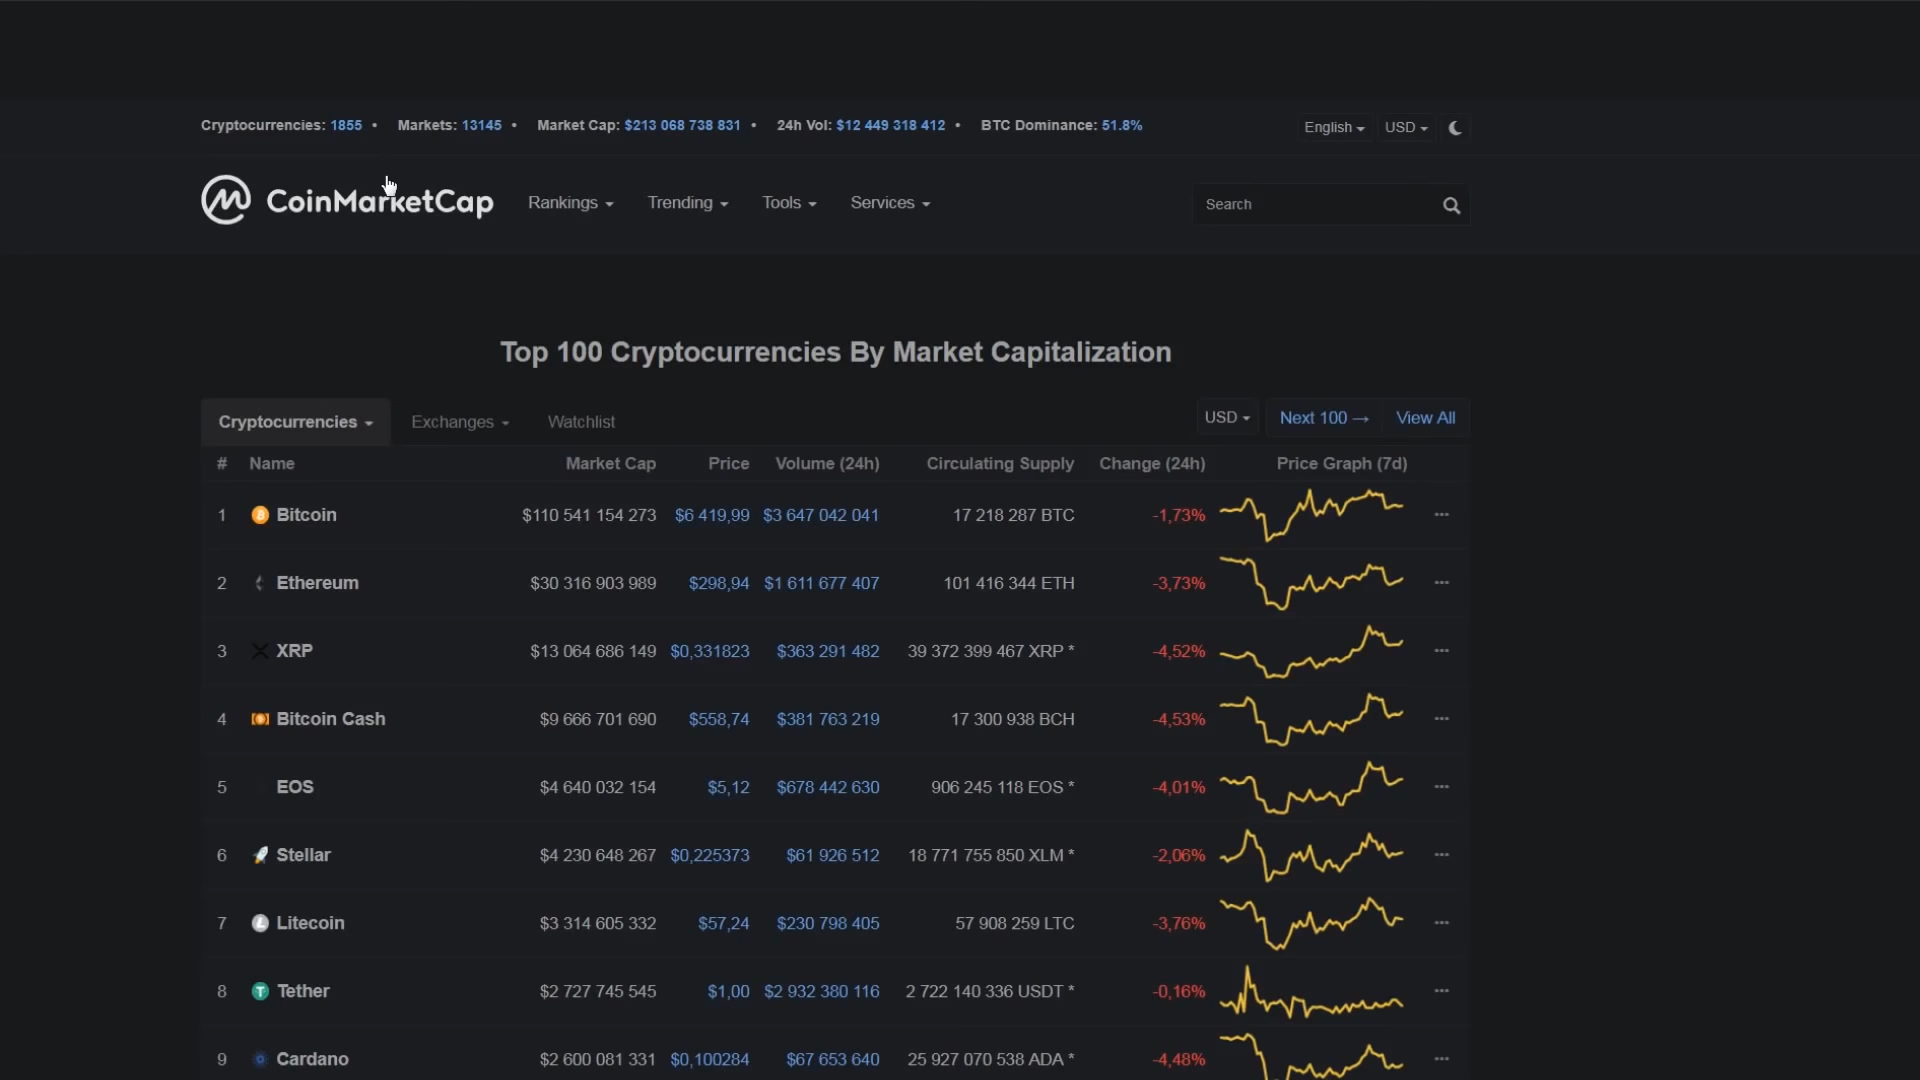 Cryptocurrencies: 1855 • Markets: 13145 • Market Cap: $213 068 738 831 • 24h Vol: $12 449 318 412 • BTC Dominance: 51.8% English USD
CoinMarketCap Rankings Trending Tools Services Search
Top 100 Cryptocurrencies By Market Capitalization
Cryptocurrencies Exchanges Watchlist USD Next 100 → View All
# Name Market Cap Price Volume (24h) Circulating Supply Change (24h) Price Graph (7d)
1 Bitcoin $110 541 154 273 $6 419,99 $3 647 042 041 17 218 287 BTC -1,73%
2 Ethereum $30 316 903 989 $298,94 $1 611 677 407 101 416 344 ETH -3,73%
3 XRP $13 064 686 149 $0,331823 $363 291 482 39 372 399 467 XRP * -4,52%
4 Bitcoin Cash $9 666 701 690 $558,74 $381 763 219 17 300 938 BCH -4,53%
5 EOS $4 640 032 154 $5,12 $678 442 630 906 245 118 EOS * -4,01%
6 Stellar $4 230 648 267 $0,225373 $61 926 512 18 771 755 850 XLM * -2,06%
7 Litecoin $3 314 605 332 $57,24 $230 798 405 57 908 259 LTC -3,76%
8 Tether $2 727 745 545 $1,00 $2 932 380 116 2 722 140 336 USDT * -0,16%
9 Cardano $2 600 081 331 $0,100284 $67 653 640 25 927 070 538 ADA * -4,48%